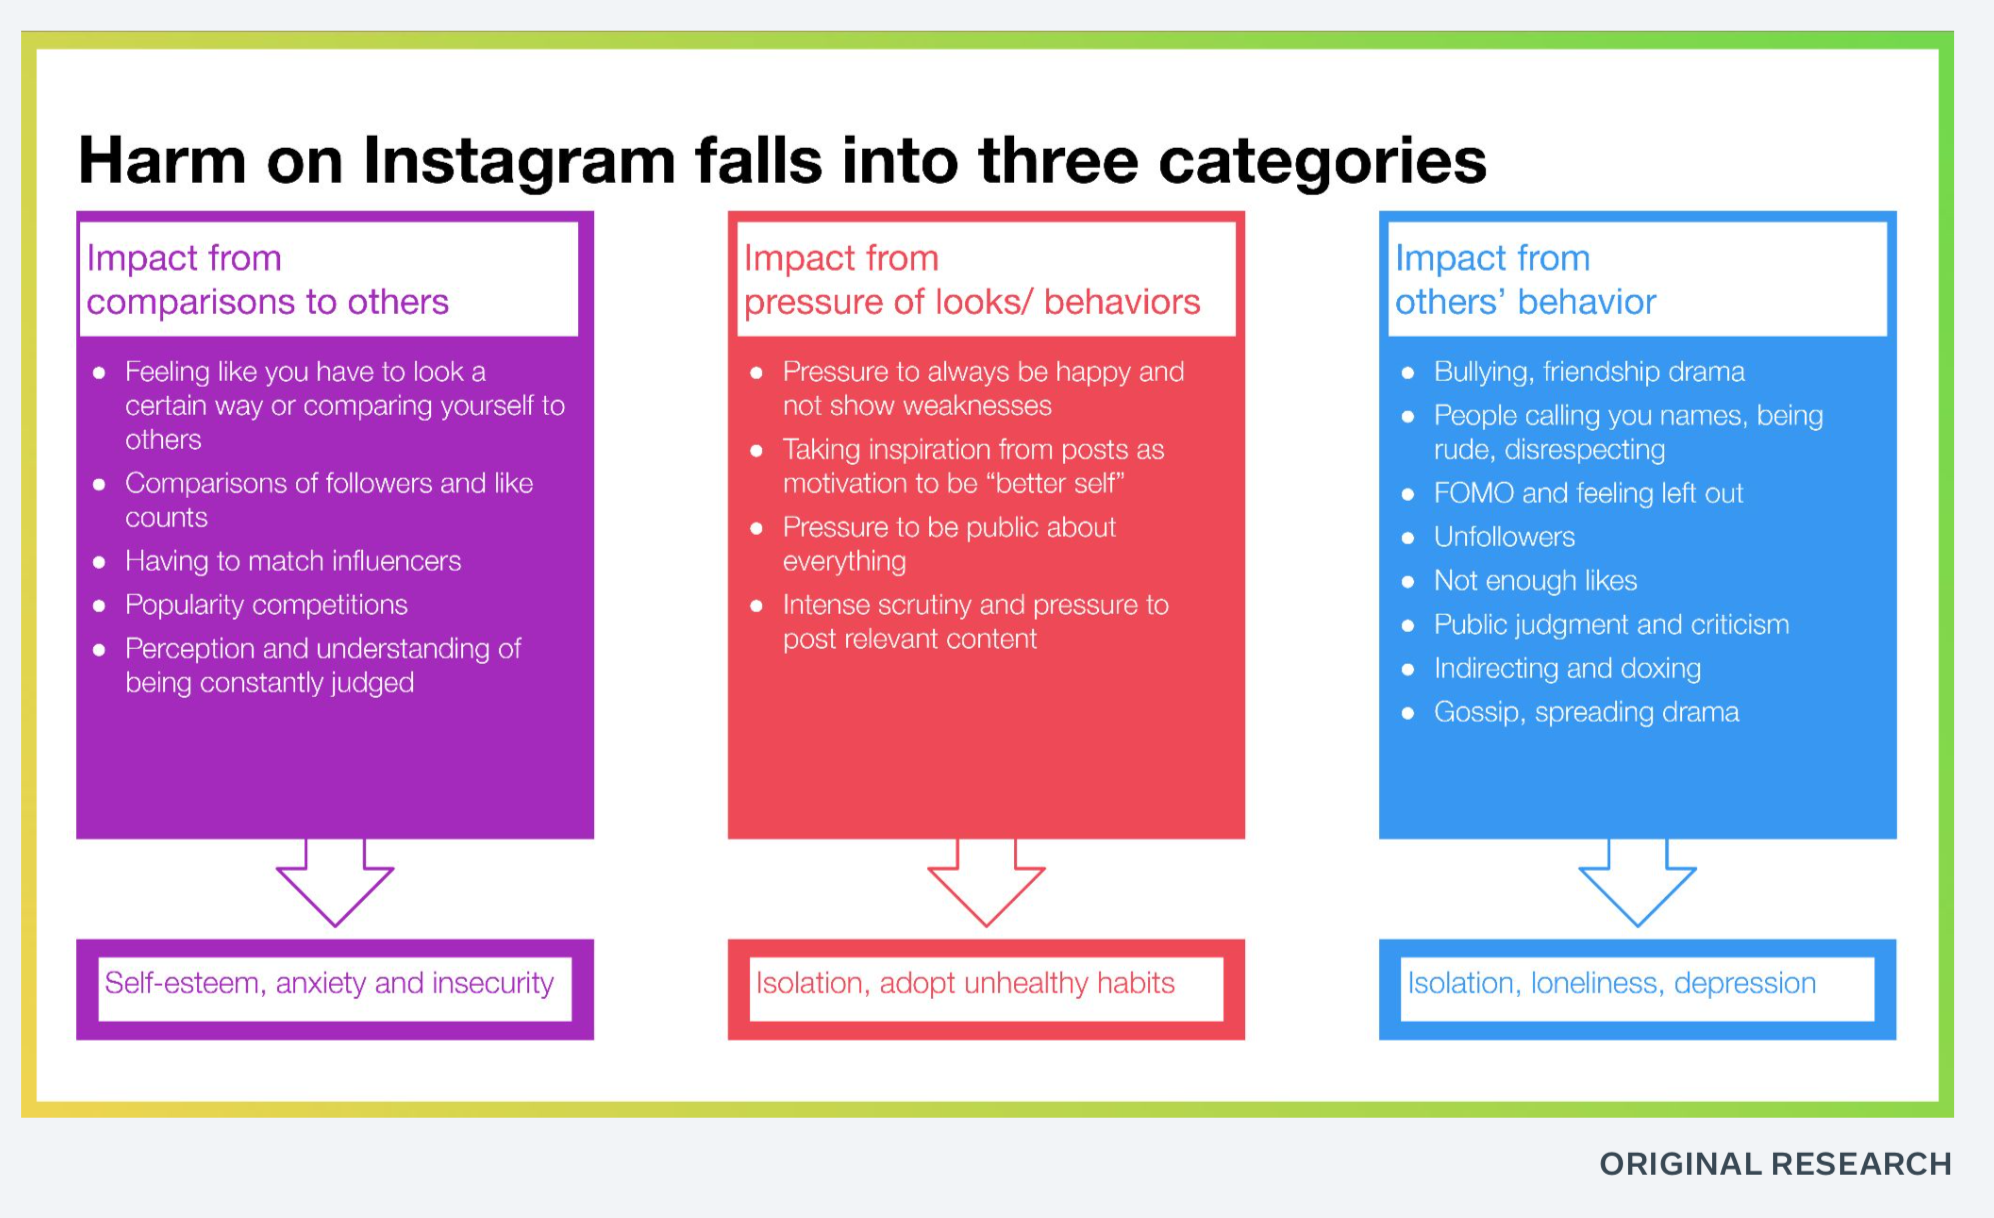 Harm on Instagram falls into three categories
Impact from
comparisons to others
● Feeling like you have to look a
certain way or comparing yourself to
others
● Comparisons of followers and like
counts
● Having to match influencers
● Popularity competitions
● Perception and understanding of
being constantly judged
Self-esteem, anxiety and insecurity
Impact from
pressure of looks/ behaviors
● Pressure to always be happy and
not show weaknesses
● Taking inspiration from posts as
motivation to be “better self”
● Pressure to be public about
everything
● Intense scrutiny and pressure to
post relevant content
Isolation, adopt unhealthy habits
Impact from
others’ behavior
● Bullying, friendship drama
● People calling you names, being
rude, disrespecting
● FOMO and feeling left out
● Unfollowers
● Not enough likes
● Public judgment and criticism
● Indirecting and doxing
● Gossip, spreading drama
Isolation, loneliness, depression
ORIGINAL RESEARCH